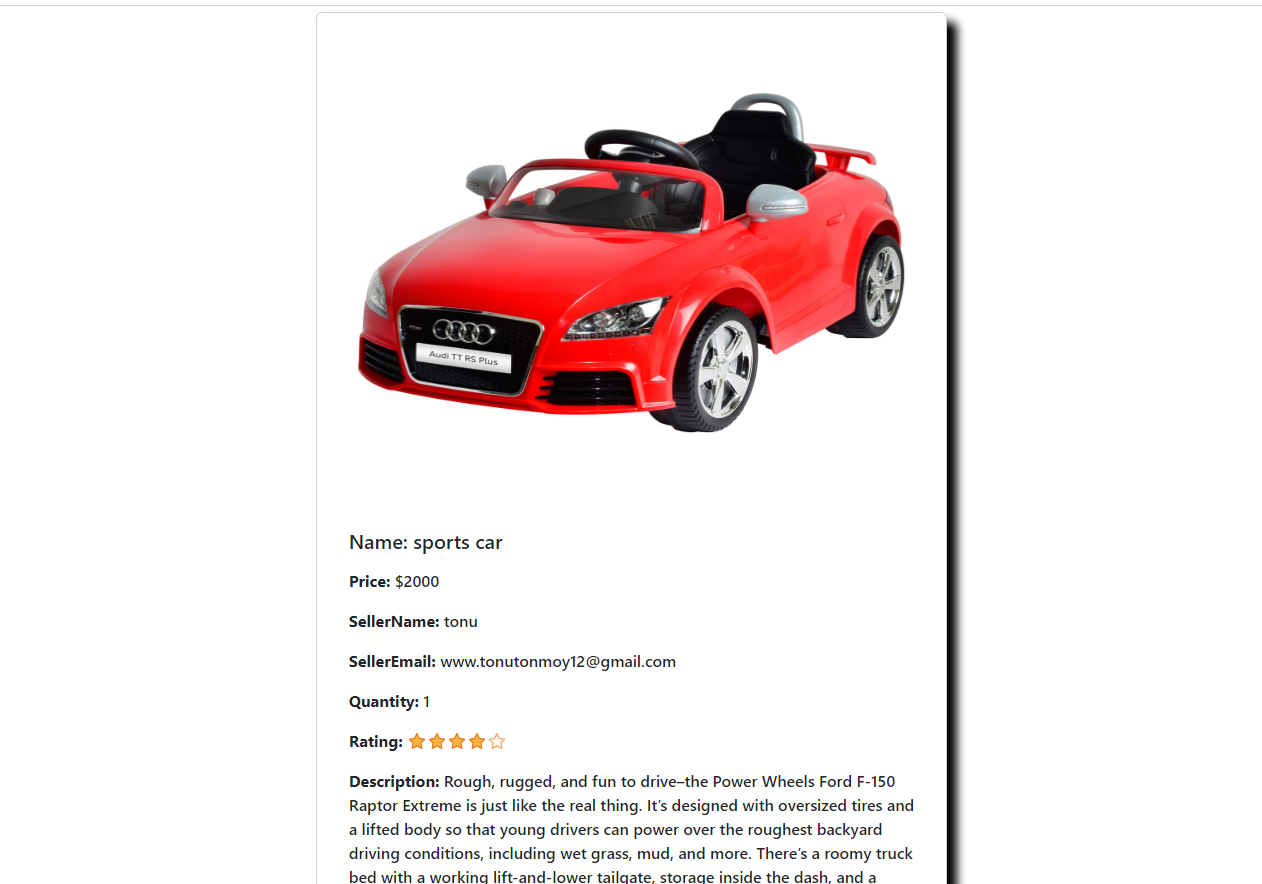 Audi TT RS Plus
Name: sports car
Price: $2000
SellerName: tonu
SellerEmail: www.tonutonmoy12@gmail.com
Quantity: 1
Rating:
Description: Rough, rugged, and fun to drive–the Power Wheels Ford F-150
Raptor Extreme is just like the real thing. It’s designed with oversized tires and
a lifted body so that young drivers can power over the roughest backyard
driving conditions, including wet grass, mud, and more. There’s a roomy truck
bed with a working lift-and-lower tailgate, storage inside the dash, and a